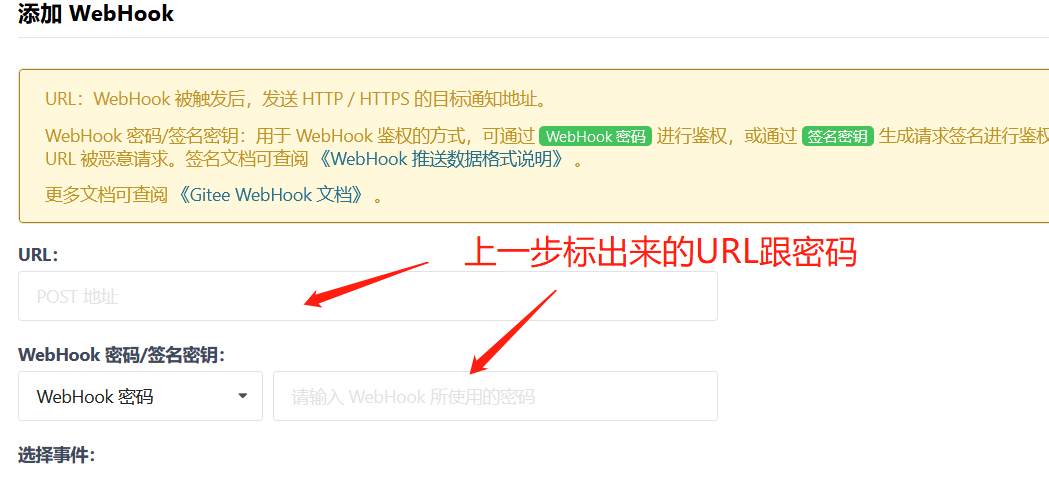 添加 WebHook
URL：WebHook 被触发后，发送 HTTP / HTTPS 的目标通知地址。
WebHook 密码/签名密钥：用于 WebHook 鉴权的方式，可通过 WebHook 密码 进行鉴权，或通过 签名密钥 生成请求签名进行鉴权
URL 被恶意请求。签名文档可查阅 《WebHook 推送数据格式说明》 。
更多文档可查阅 《Gitee WebHook 文档》 。
上一步标出来的URL跟密码
URL：
POST 地址
WebHook 密码/签名密钥：
WebHook 密码 请输入 WebHook 所使用的密码
选择事件：